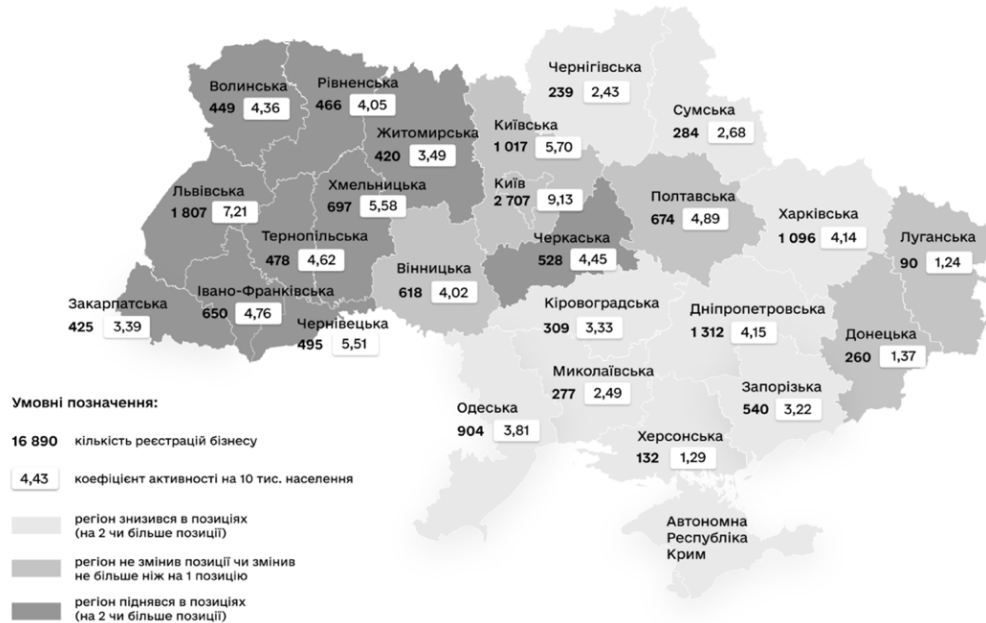 Волинська
449 4,36
Рівненська
466 4,05
Житомирська
420 3,49
Чернігівська
239 2,43
Сумська
284 2,68
Київська
1 017 5,70
Київ
2 707 9,13
Львівська
1 807 7,21
Хмельницька
697 5,58
Тернопільська
478 4,62
Вінницька
618 4,02
Черкаська
528 4,45
Полтавська
674 4,89
Харківська
1 096 4,14
Луганська
90 1,24
Закарпатська
425 3,39
Івано-Франківська
650 4,76
Чернівецька
495 5,51
Кіровоградська
309 3,33
Дніпропетровська
1 312 4,15
Донецька
260 1,37
Миколаївська
277 2,49
Запорізька
540 3,22
Одеська
904 3,81
Херсонська
132 1,29
Автономна
Республіка
Крим
Умовні позначення:
16 890 кількість реєстрацій бізнесу
4,43 коефіцієнт активності на 10 тис. населення
регіон знизився в позиціях
(на 2 чи більше позиції)
регіон не змінив позиції чи змінив
не більше ніж на 1 позицію
регіон піднявся в позиціях
(на 2 чи більше позиції)